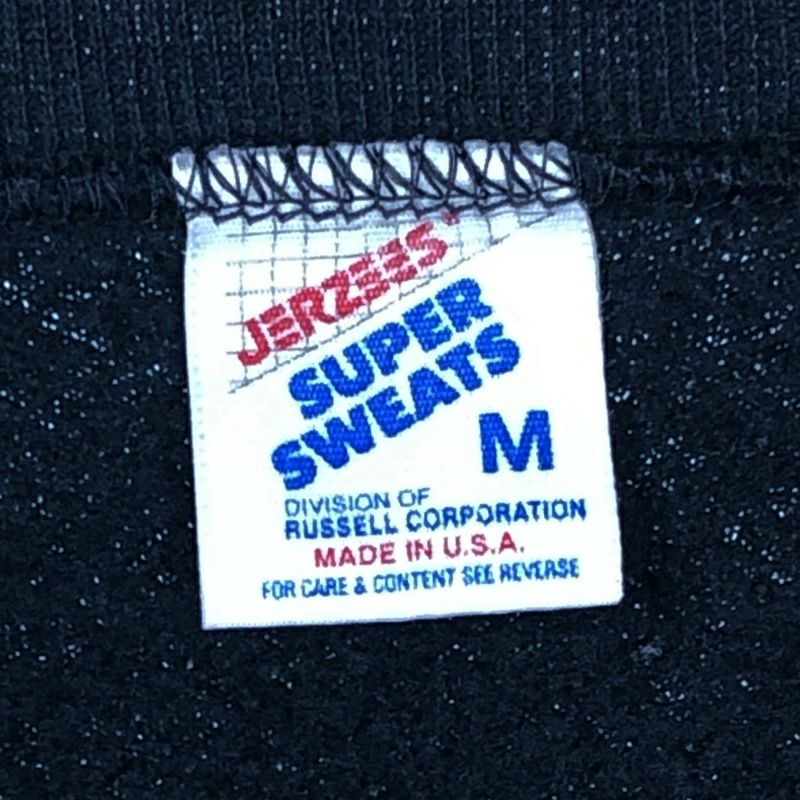 JERZEES
SUPER
SWEATS
M
DIVISION OF
RUSSELL CORPORATION
MADE IN U.S.A.
FOR CARE & CONTENT SEE REVERSE